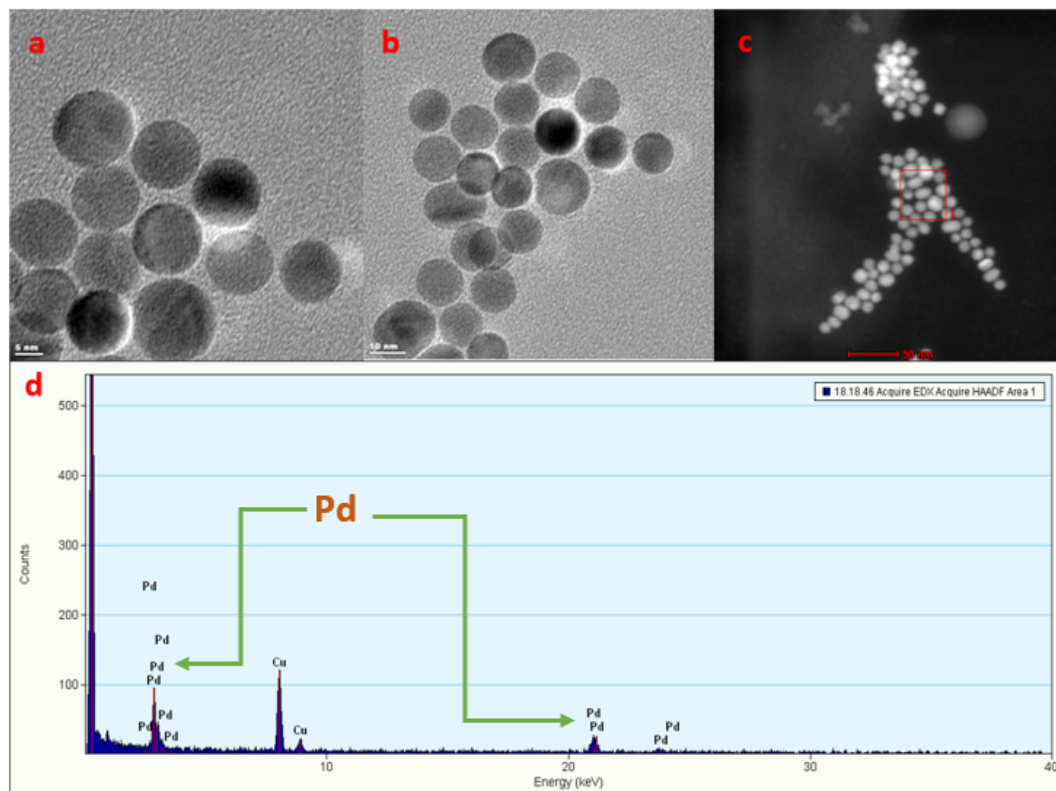 a
b
c
5 nm
10 nm
1
50 nm
d
18.18.46 Acquire EDX Acquire HAADF Area 1
500
400
300
200
100
Counts
Pd
Pd
Pd
Pd
Pd
Pd
Pd
Pd
Cu
Cu
Pd
Pd
Pd
Pd
10
20
30
40
Energy (keV)